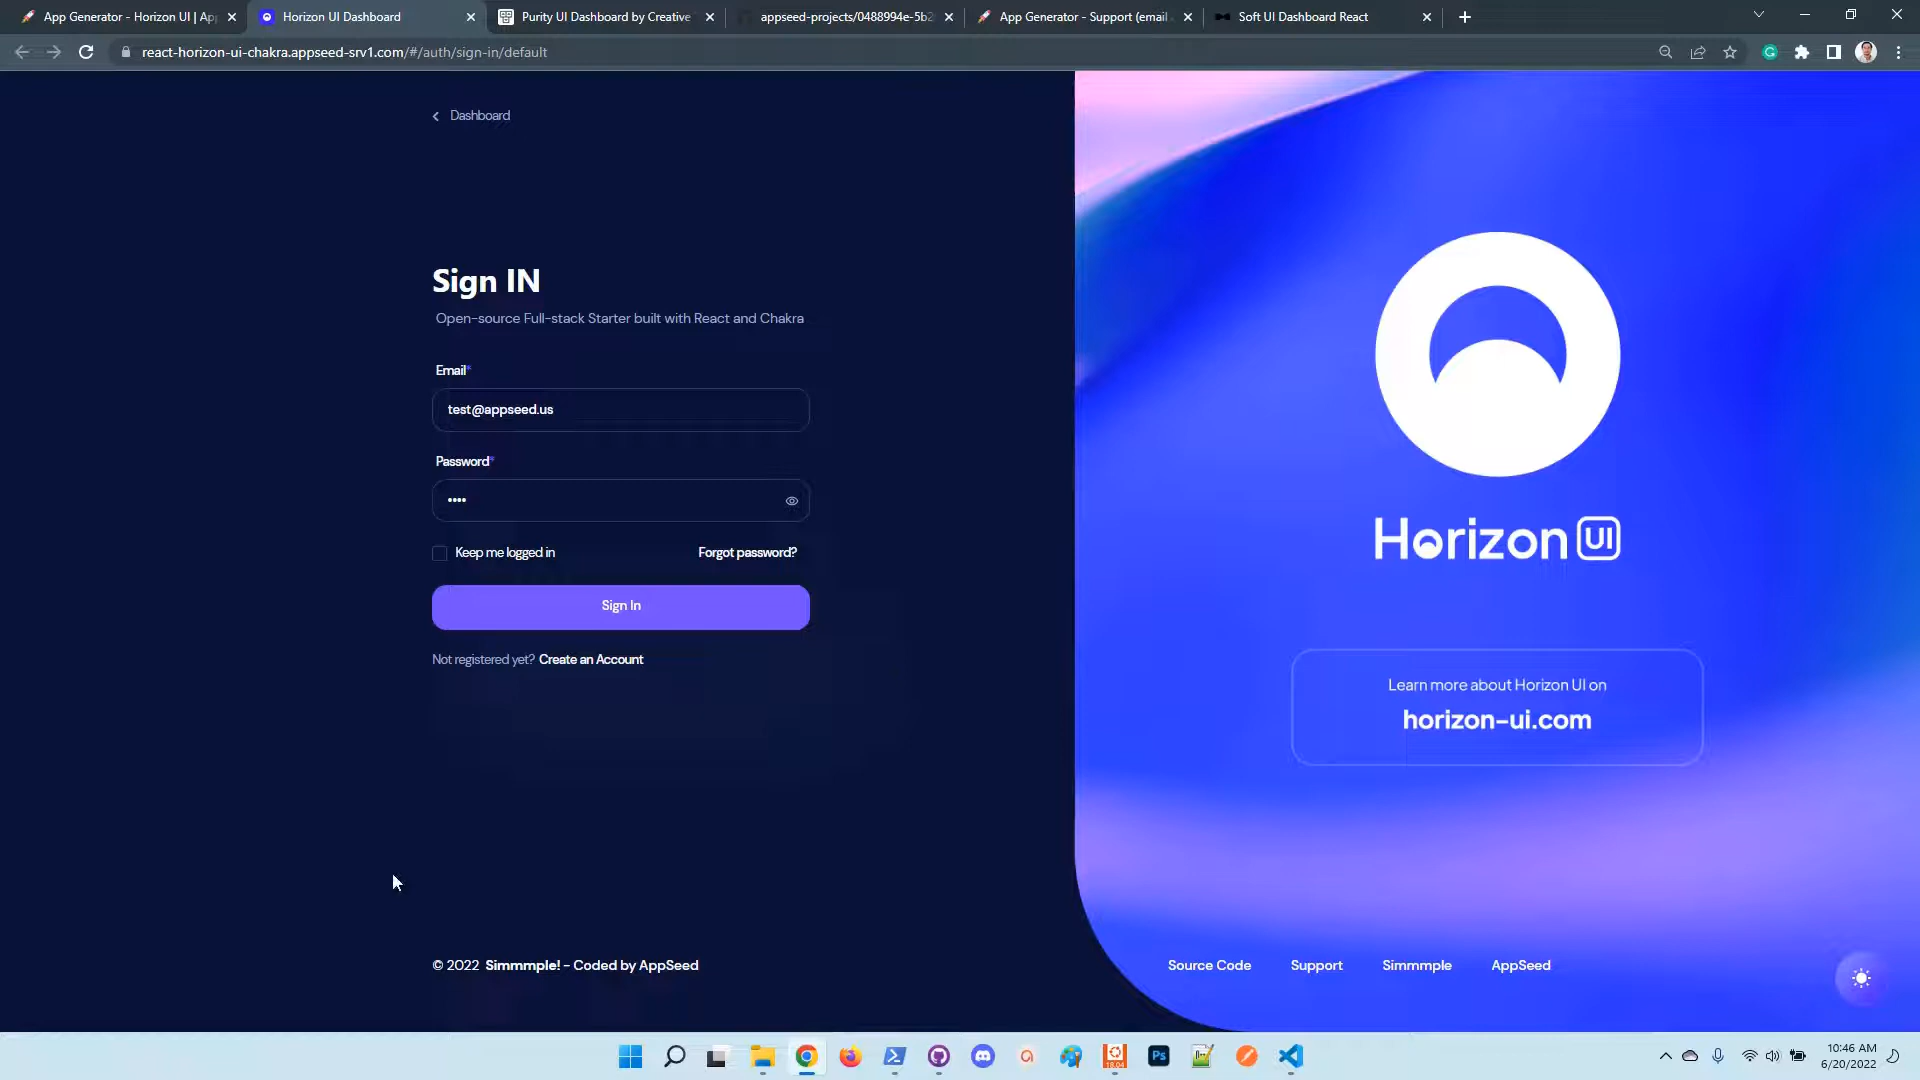 App Generator - Horizon UI | Ap
Horizon UI Dashboard
Purity UI Dashboard by Creative
appseed-projects/0488994e-5b2
App Generator - Support (email
Soft UI Dashboard React
react-horizon-ui-chakra.appseed-srv1.com/#/auth/sign-in/default
Dashboard
Sign IN
Open-source Full-stack Starter built with React and Chakra
Email*
test@appseed.us
Password*
••••
Keep me logged in
Forgot password?
Sign In
Not registered yet? Create an Account
© 2022 Simmmple! - Coded by AppSeed
Horizon UI
Learn more about Horizon UI on
horizon-ui.com
Source Code
Support
Simmmple
AppSeed
18.04
Ps
10:46 AM
6/20/2022